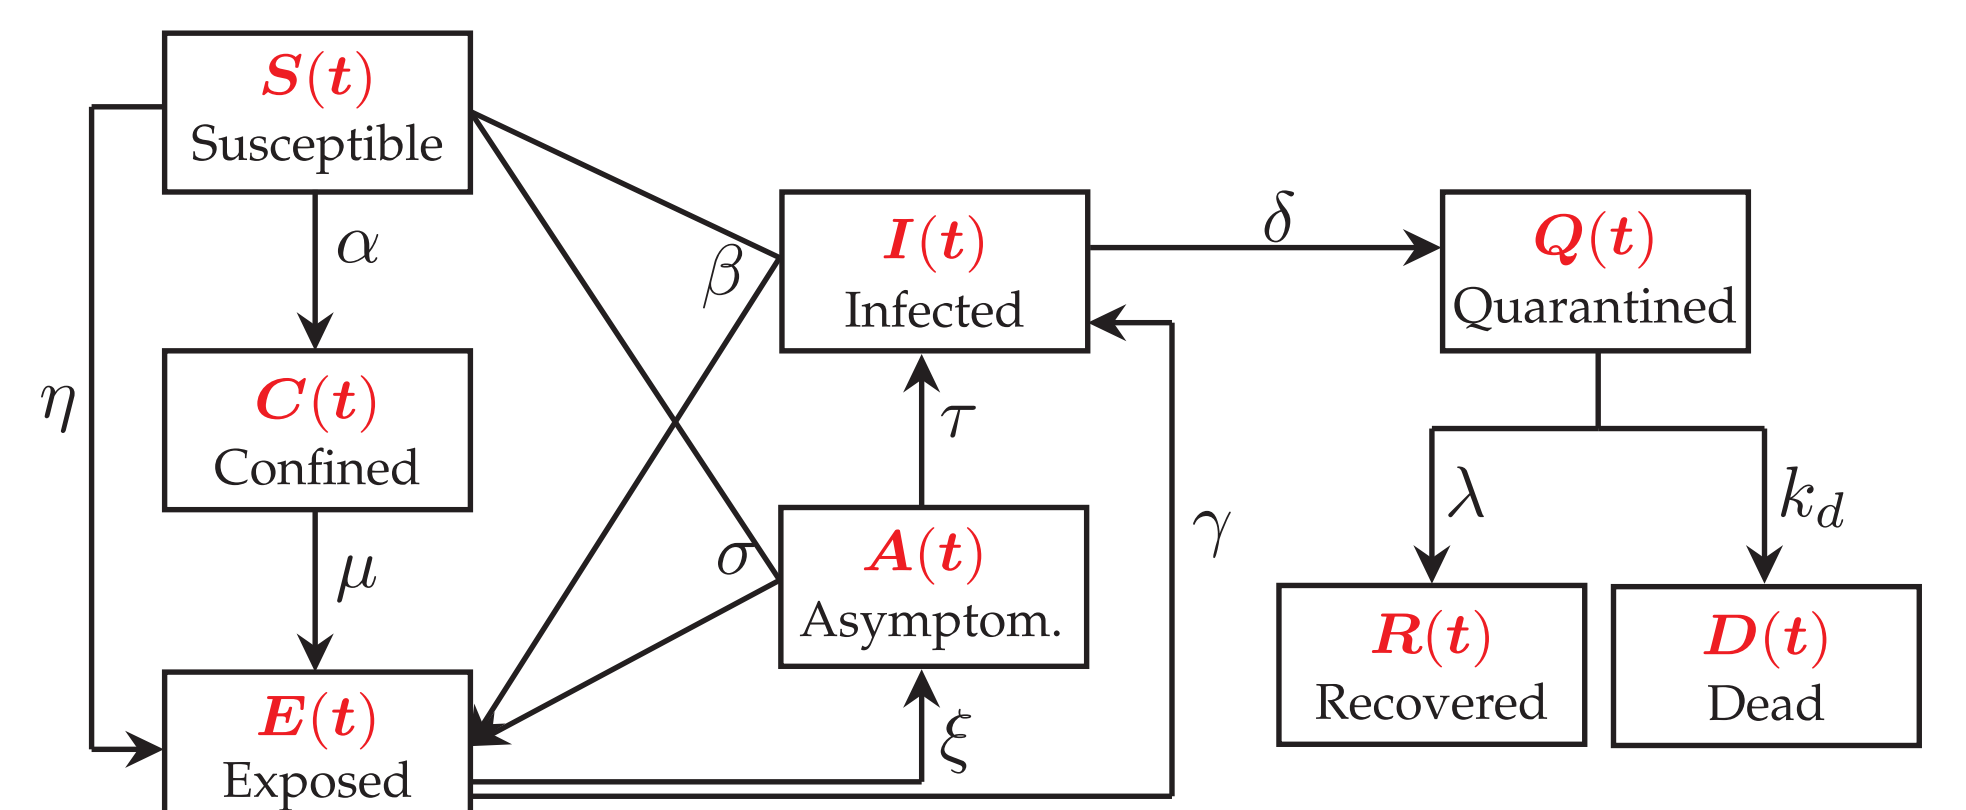 S(t)
Susceptible
α
β
I(t)
Infected
δ
Q(t)
Quarantined
η
C(t)
Confined
τ
λ
k_d
γ
μ
σ
A(t)
Asymptom.
R(t)
Recovered
D(t)
Dead
E(t)
Exposed
ξ